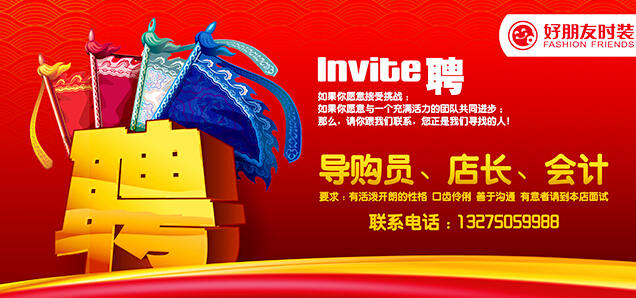 好朋友时装
FASHION FRIENDS
Invite 聘
如果你愿意接受挑战；
如果你愿意与一个充满活力的团队共同进步；
那么，请你跟我们联系，您正是我们寻找的人！
聘
导购员、店长、会计
要求：有活泼开朗的性格 口齿伶俐 善于沟通 有意者请到本店面试
联系电话：13275059988